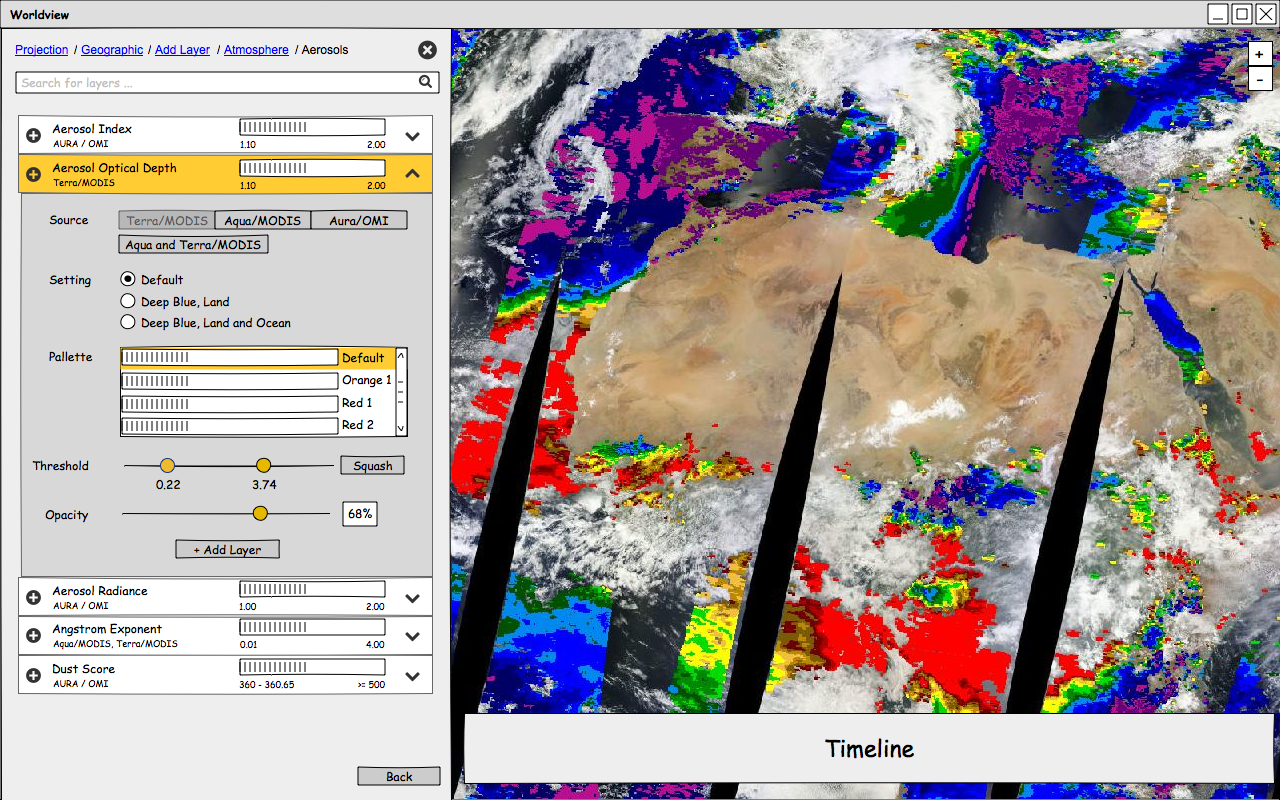 Worldview
Projection / Geographic / Add Layer / Atmosphere / Aerosols
Search for layers ...
Aerosol Index
AURA / OMI
1.10 2.00
Aerosol Optical Depth
Terra/MODIS
1.10 2.00
Source Terra/MODIS Aqua/MODIS Aura/OMI
Aqua and Terra/MODIS
Setting Default
Deep Blue, Land
Deep Blue, Land and Ocean
Pallette Default
Orange 1
Red 1
Red 2
Threshold Squash
0.22 3.74
Opacity 68%
+ Add Layer
Aerosol Radiance
AURA / OMI
1.00 2.00
Angstrom Exponent
Aqua/MODIS, Terra/MODIS
0.01 4.00
Dust Score
AURA / OMI
360 - 360.65 >= 500
Back
+
-
Timeline